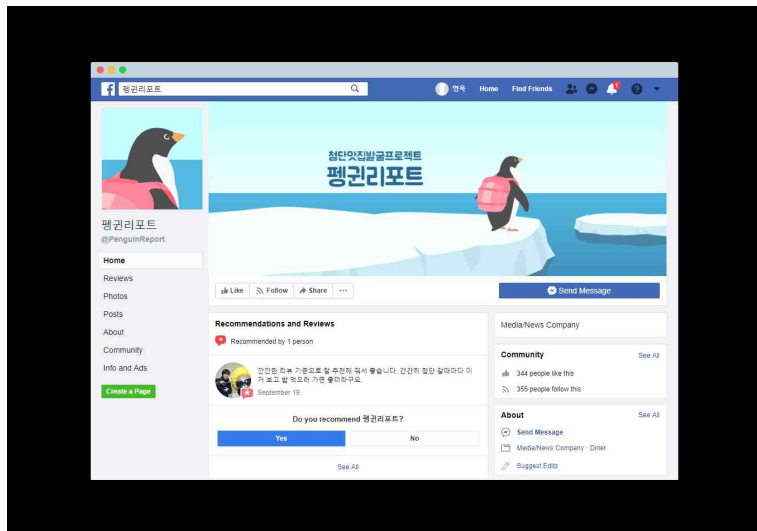 펭귄리포트
명옥 Home Find Friends
첨단맛집발굴프로젝트
펭귄리포트
펭귄리포트
@PenguinReport
Home
Reviews
Photos
Posts
About
Community
Info and Ads
Create a Page
Like Follow Share
Send Message
Recommendations and Reviews
Recommended by 1 person
깐깐한 리뷰 기준으로 잘 추천해 줘서 좋습니다. 간간히 첨단 갈때마다 이
거 보고 밥 먹으러 가면 좋더라구요.
September 19
Do you recommend 펭귄리포트?
Yes No
See All
Media/News Company
Community See All
344 people like this
355 people follow this
About See All
Send Message
Media/News Company · Diner
Suggest Edits